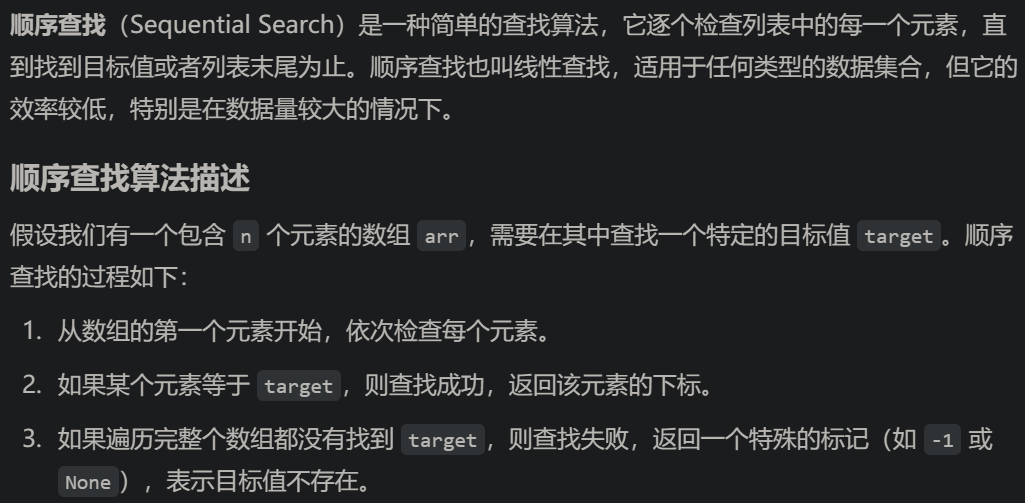 顺序查找（Sequential Search）是一种简单的查找算法，它逐个检查列表中的每一个元素，直
到找到目标值或者列表末尾为止。顺序查找也叫线性查找，适用于任何类型的数据集合，但它的
效率较低，特别是在数据量较大的情况下。
顺序查找算法描述
假设我们有一个包含 n 个元素的数组 arr ，需要在其中查找一个特定的目标值 target 。顺序
查找的过程如下：
1. 从数组的第一个元素开始，依次检查每个元素。
2. 如果某个元素等于 target ，则查找成功，返回该元素的下标。
3. 如果遍历完整个数组都没有找到 target ，则查找失败，返回一个特殊的标记（如 -1 或
None ），表示目标值不存在。